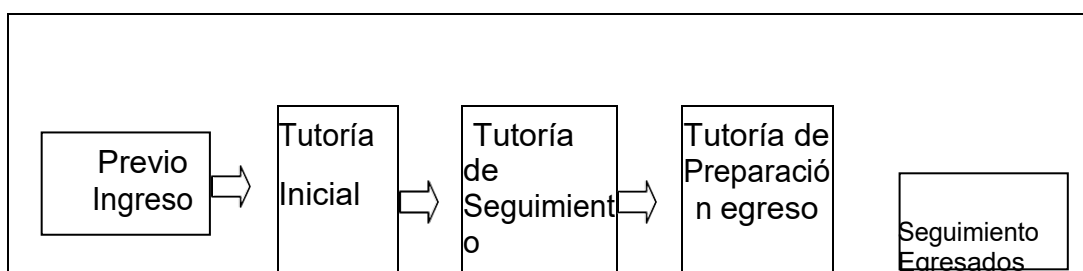 Previo
Ingreso
Tutoría
Inicial
Tutoría
de
Seguimient
o
Tutoría de
Preparació
n egreso
Seguimiento
Egresados